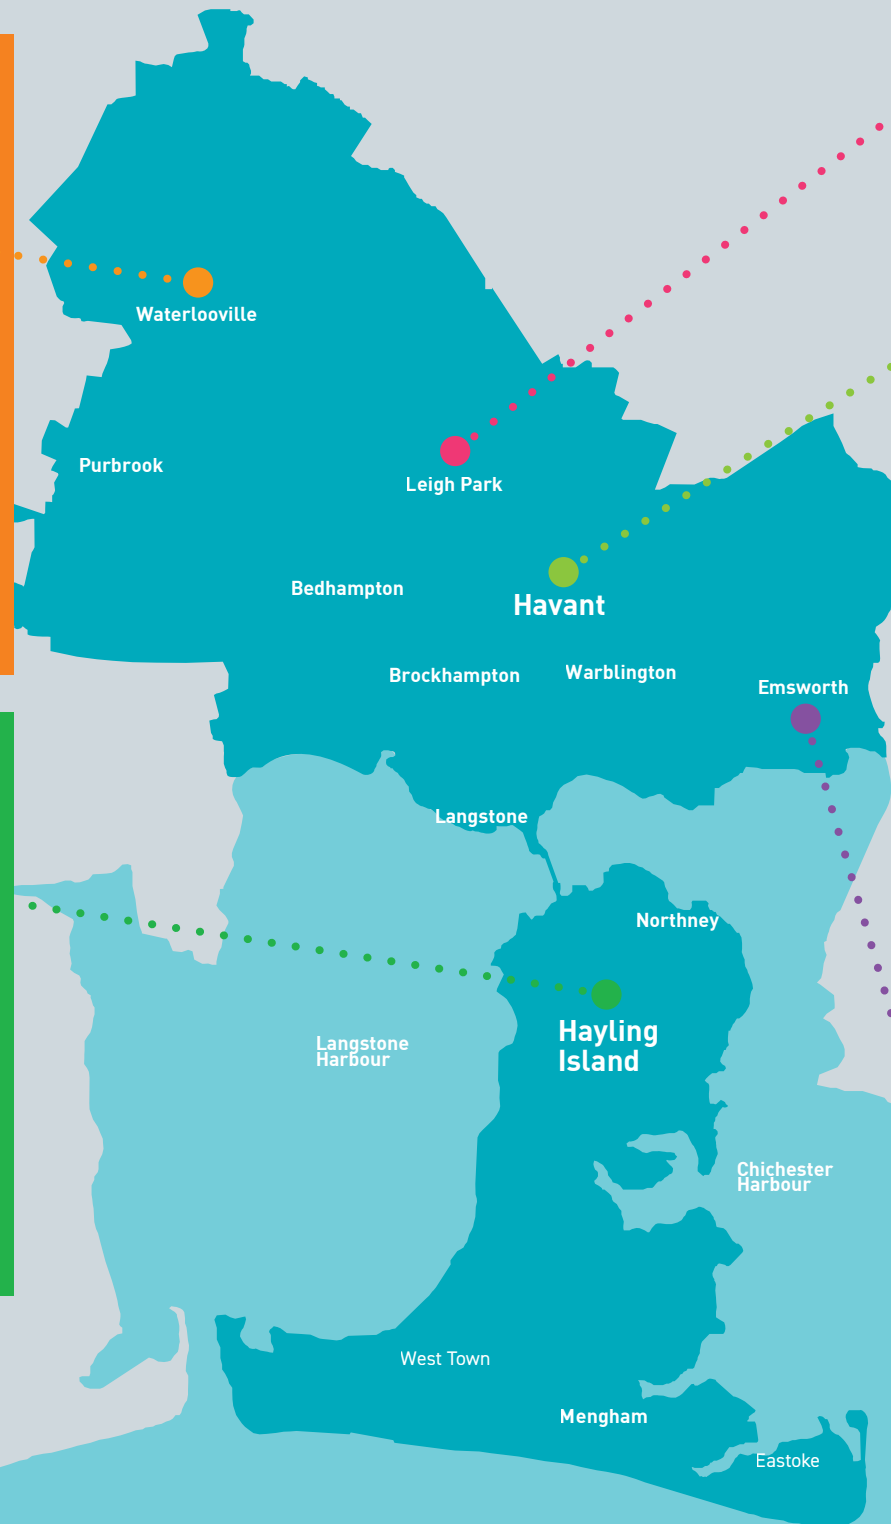 Waterlooville
Purbrook
Leigh Park
Bedhampton
Havant
Brockhampton
Warblington
Emsworth
Langstone
Northney
Hayling
Island
Langstone
Harbour
Chichester
Harbour
West Town
Mengham
Eastoke